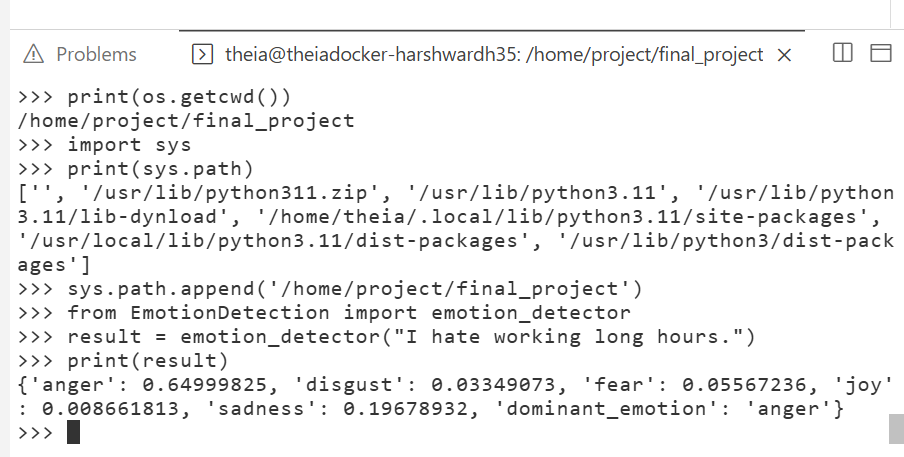 Problems
theia@theiadocker-harshwardh35: /home/project/final_project
>>> print(os.getcwd())
/home/project/final_project
>>> import sys
>>> print(sys.path)
['', '/usr/lib/python311.zip', '/usr/lib/python3.11', '/usr/lib/python
3.11/lib-dynload', '/home/theia/.local/lib/python3.11/site-packages',
'/usr/local/lib/python3.11/dist-packages', '/usr/lib/python3/dist-pack
ages']
>>> sys.path.append('/home/project/final_project')
>>> from EmotionDetection import emotion_detector
>>> result = emotion_detector("I hate working long hours.")
>>> print(result)
{'anger': 0.64999825, 'disgust': 0.03349073, 'fear': 0.05567236, 'joy'
: 0.008661813, 'sadness': 0.19678932, 'dominant_emotion': 'anger'}
>>>